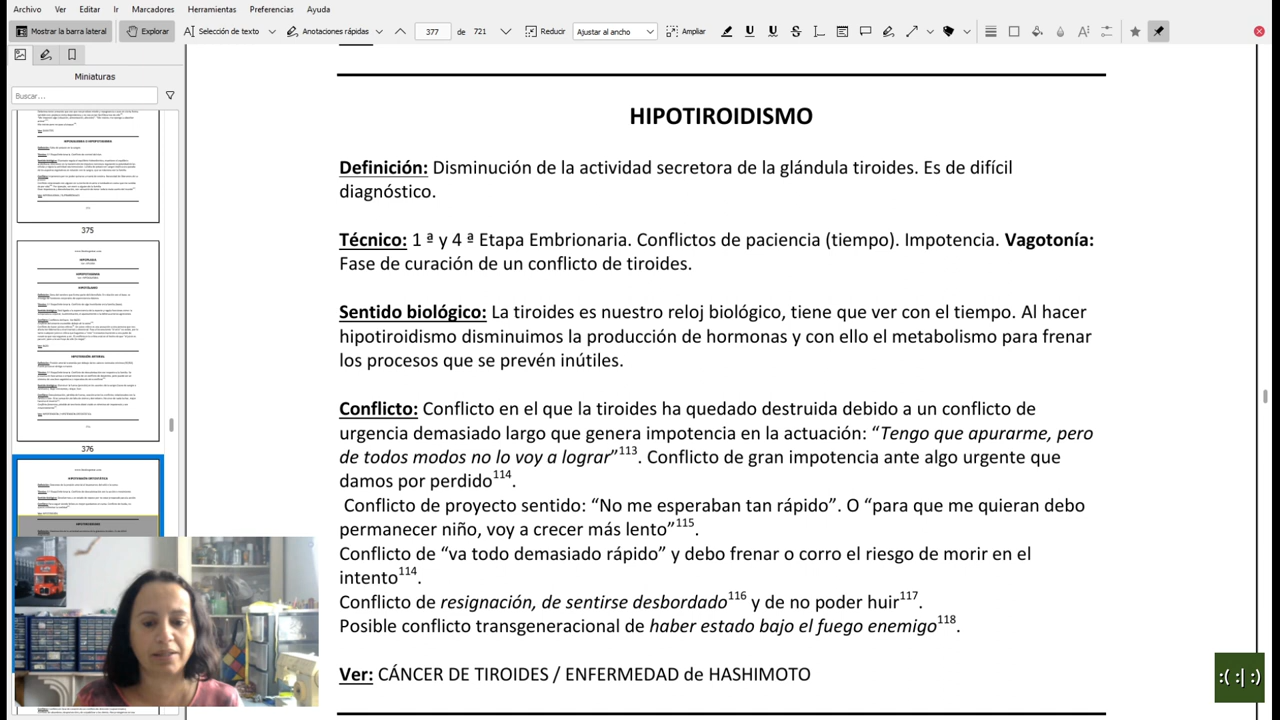 Archivo Ver Editar Ir Marcadores Herramientas Preferencias Ayuda
Mostrar la barra lateral Explorar Selección de texto Anotaciones rápidas 377 de 721 Reducir Ajustar al ancho Ampliar
Miniaturas
Buscar...
375
376
HIPOTIROIDISMO
Definición: Disminución de la actividad secretora de la glándula tiroides. Es de difícil
diagnóstico.
Técnico: 1 ª y 4 ª Etapa Embrionaria. Conflictos de paciencia (tiempo). Impotencia. Vagotonía:
Fase de curación de un conflicto de tiroides.
Sentido biológico: La tiroides es nuestro reloj biológico, tiene que ver con el tiempo. Al hacer
hipotiroidismo disminuimos la producción de hormonas y con ello el metabolismo para frenar
los procesos que se creen inútiles.
Conflicto: Conflicto en el que la tiroides ha quedado destruida debido a un conflicto de
urgencia demasiado largo que genera impotencia en la actuación: “Tengo que apurarme, pero
de todos modos no lo voy a lograr”113. Conflicto de gran impotencia ante algo urgente que
damos por perdido114.
Conflicto de proyecto sentido: “No me esperaban tan rápido”. O “para que me quieran debo
permanecer niño, voy a crecer más lento”115.
Conflicto de “va todo demasiado rápido” y debo frenar o corro el riesgo de morir en el
intento114.
Conflicto de resignación, de sentirse desbordado116 y de no poder huir117.
Posible conflicto transgeneracional de haber estado bajo el fuego enemigo118
Ver: CÁNCER DE TIROIDES / ENFERMEDAD de HASHIMOTO
:(:|:)